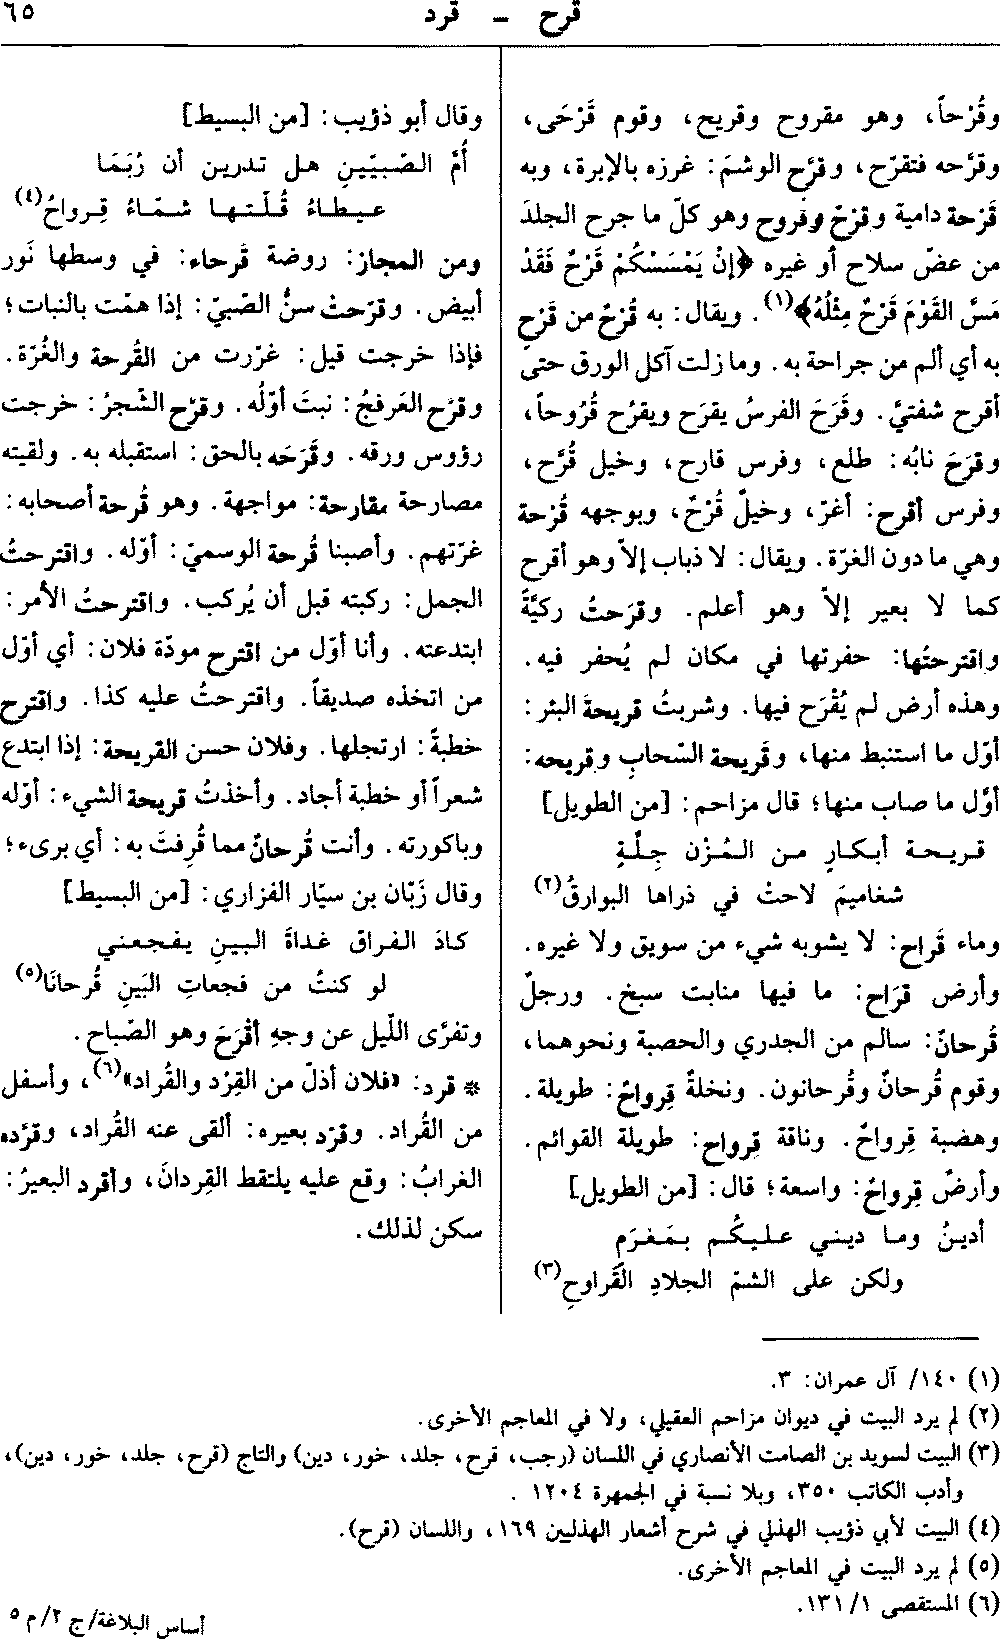 قرح - قرد
٦٥
وقُرْحاً، وهو مقروح وقريح، وقوم قَرْحَى،
وقرَّحه فتقرّح، وقرَّح الوشمَ: غرزه بالإبرة، وبه
قَرْحة دامية وقرْحٌ وقروح وهو كلّ ما جرح الجلدَ
من عضّ سلاح أو غيره ﴿إنْ يَمْسَسْكُمْ قَرْحٌ فَقَدْ
مَسَّ القَوْمَ قَرْحٌ مِثْلُهُ﴾(١). ويقال: به قُرْحٌ من قَرْحٍ
به أي ألم من جراحة به. وما زلت آكل الورق حتى
أقرح شفتيَّ. وقَرَحَ الفرسُ يقرَح ويقرُح قُرُوحاً،
وقرَحَ نابُه: طلع، وفرس قارح، وخيل قُرَّح،
وفرس أقرح: أغرّ، وخيلٌ قُرْحٌ، وبوجهه قُرْحة
وهي ما دون الغرّة. ويقال: لا ذباب إلاّ وهو أقرح
كما لا بعير إلاّ وهو أعلم. وقرَحتُ ركيَّةً
واقترحتُها: حفرتها في مكان لم يُحفر فيه.
وهذه أرض لم يُقْرَح فيها. وشربتُ قريحةَ البئر:
أوّل ما استنبط منها، وقَريحة السّحابِ وقريحه:
أوَّل ما صاب منها؛ قال مزاحم: [من الطويل]
قريحة أبكارٍ من المُزْن جِلَّةٍ
شغاميمَ لاحتْ في ذراها البوارقُ(٢)
وماء قَراح: لا يشوبه شيء من سويق ولا غيره.
وأرض قرَاح: ما فيها منابت سبخ. ورجلٌ
قُرحانٌ: سالم من الجدري والحصبة ونحوهما،
وقوم قُرحانٌ وقُرحانون. ونخلةٌ قِرواحٌ: طويلة.
وهضبة قِرواحٌ. وناقة قِرواح: طويلة القوائم.
وأرضٌ قِرواحٌ: واسعة؛ قال: [من الطويل]
أدينُ وما ديني عليكُم بمَغرَمٍ
ولكن على الشمّ الجلادِ القَراوحِ(٣)
وقال أبو ذؤيب: [من البسيط]
أُمَّ الصّبيّينِ هل تدرين أن رُبَمَا
عيطاءُ قُلّتها شمّاءُ قِرواحُ(٤)
ومن المجاز: روضة قَرحاء: في وسطها نَور
أبيض. وقرّحتْ سنُّ الصّبيّ: إذا همّت بالنبات؛
فإذا خرجت قيل: غرّرت من القُرحة والغُرّة.
وقرَّح العَرفجُ: نبتَ أوّلُه. وقرّح الشّجرُ: خرجت
رؤوس ورقه. وقَرَحَه بالحق: استقبله به. ولقيته
مصارحة مقارحة: مواجهة. وهو قُرحة أصحابه:
غرّتهم. وأصبنا قُرحة الوسميّ: أوّله. واقترحتُ
الجمل: ركبته قبل أن يُركب. واقترحتُ الأمر:
ابتدعته. وأنا أوّل من اقترح مودّة فلان: أي أوّل
من اتخذه صديقاً. واقترحتُ عليه كذا. واقترح
خطبةً: ارتجلها. وفلان حسن القريحة: إذا ابتدع
شعراً أو خطبة أجاد. وأخذتُ قريحة الشيء: أوّله
وباكورته. وأنت قُرحانٌ مما قُرِفتَ به: أي بريء؛
وقال زَبّان بن سيّار الفزاري: [من البسيط]
كادَ الفراق غداةَ البينِ يفجعني
لو كنتُ من فجعاتِ البَينِ قُرحانَا(٥)
وتفرَّى اللّيل عن وجهِ أقْرَحَ وهو الصّباح.
* قرد: «فلان أذلّ من القِرْد والقُراد»(٦)، وأسفل
من القُراد. وقرّد بعيره: ألقى عنه القُراد، وقرَّده
الغرابُ: وقع عليه يلتقط القِردانَ، وأقرد البعيرُ:
سكن لذلك.
(١) ١٤٠/ آل عمران: ٣.
(٢) لم يرد البيت في ديوان مزاحم العقيلي، ولا في المعاجم الأخرى.
(٣) البيت لسويد بن الصامت الأنصاري في اللسان (رجب، قرح، جلد، خور، دين) والتاج (قرح، جلد، خور، دين)،
وأدب الكاتب ٣٥٠، وبلا نسبة في الجمهرة ١٢٠٤.
(٤) البيت لأبي ذؤيب الهذلي في شرح أشعار الهذليين ١٦٩، واللسان (قرح).
(٥) لم يرد البيت في المعاجم الأخرى.
(٦) المستقصى ١/ ١٣١.
أساس البلاغة/ج ٢/ م ٥